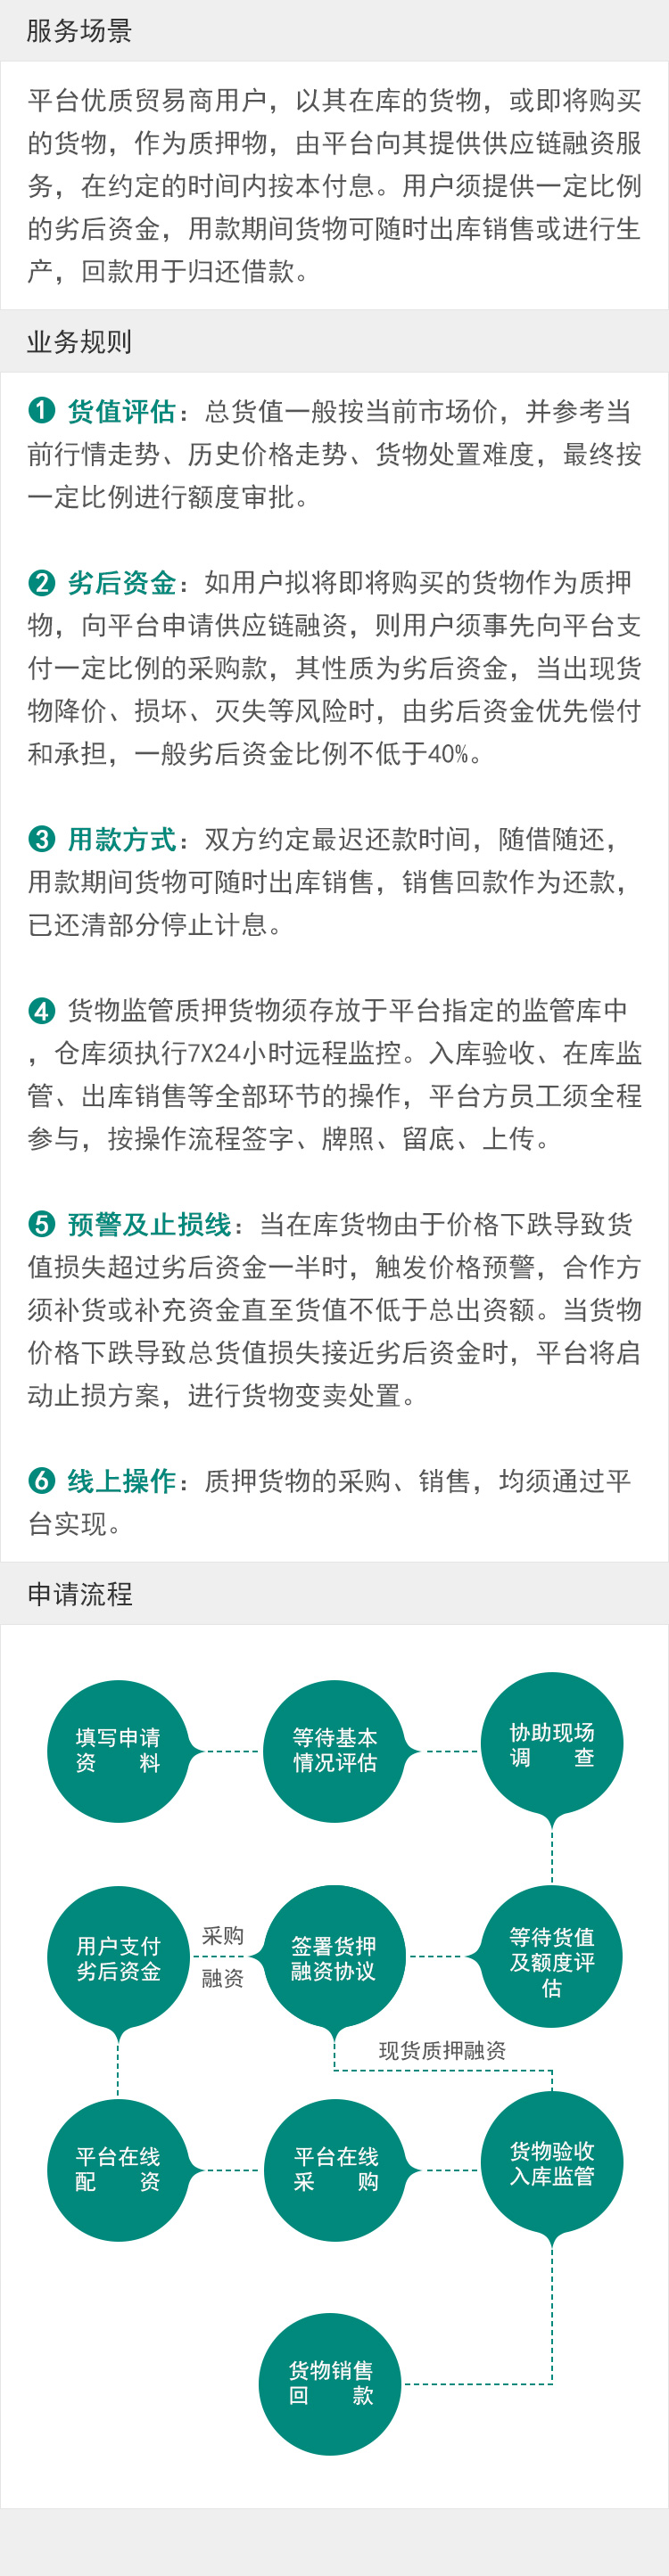 服务场景
平台优质贸易商用户，以其在库的货物，或即将购买
的货物，作为质押物，由平台向其提供供应链融资服
务，在约定的时间内按本付息。用户须提供一定比例
的劣后资金，用款期间货物可随时出库销售或进行生
产，回款用于归还借款。
业务规则
1 货值评估：总货值一般按当前市场价，并参考当
前行情走势、历史价格走势、货物处置难度，最终按
一定比例进行额度审批。
2 劣后资金：如用户拟将即将购买的货物作为质押
物，向平台申请供应链融资，则用户须事先向平台支
付一定比例的采购款，其性质为劣后资金，当出现货
物降价、损坏、灭失等风险时，由劣后资金优先偿付
和承担，一般劣后资金比例不低于40%。
3 用款方式：双方约定最迟还款时间，随借随还，
用款期间货物可随时出库销售，销售回款作为还款，
已还清部分停止计息。
4 货物监管质押货物须存放于平台指定的监管库中
，仓库须执行7X24小时远程监控。入库验收、在库监
管、出库销售等全部环节的操作，平台方员工须全程
参与，按操作流程签字、牌照、留底、上传。
5 预警及止损线：当在库货物由于价格下跌导致货
值损失超过劣后资金一半时，触发价格预警，合作方
须补货或补充资金直至货值不低于总出资额。当货物
价格下跌导致总货值损失接近劣后资金时，平台将启
动止损方案，进行货物变卖处置。
6 线上操作：质押货物的采购、销售，均须通过平
台实现。
申请流程
填写申请
资 料
等待基本
情况评估
协助现场
调 查
用户支付
劣后资金
采购
融资
签署货押
融资协议
等待货值
及额度评
估
现货质押融资
平台在线
配 资
平台在线
采 购
货物验收
入库监管
货物销售
回 款